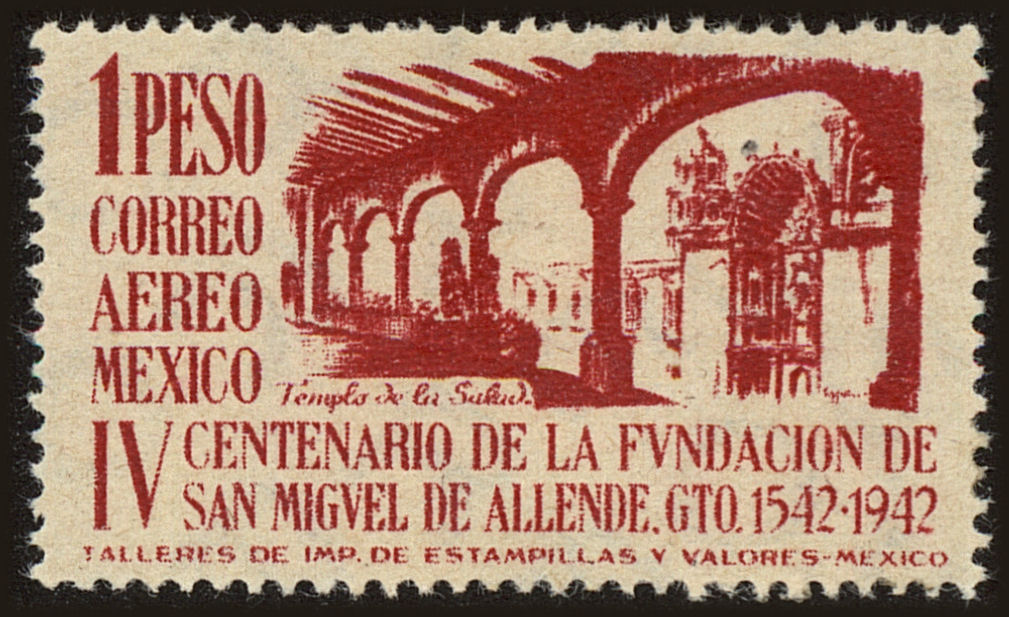 1 PESO
CORREO
AEREO
MEXICO
Templo de la Salud.
IV CENTENARIO DE LA FVNDACION DE
SAN MIGVEL DE ALLENDE, GTO. 1542·1942
TALLERES DE IMP. DE ESTAMPILLAS Y VALORES-MEXICO